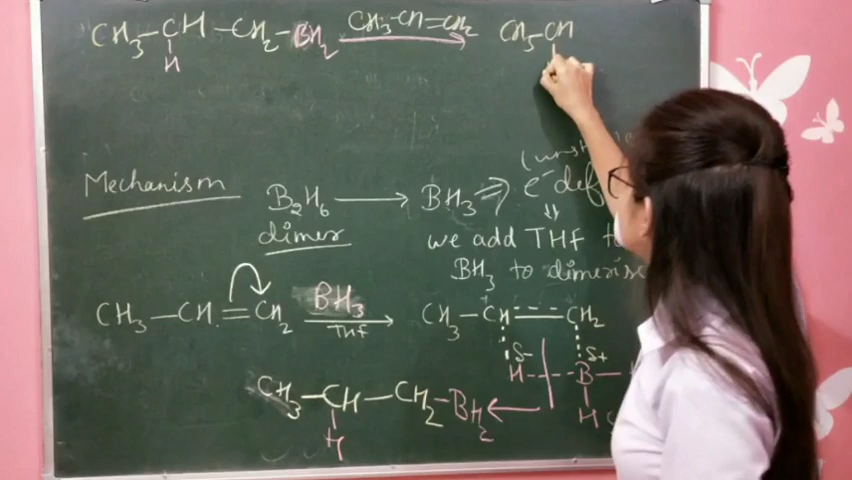 CH3-CH-CH2-BH2 CH3-CH=CH2 CH3-CH
H
Mechanism B2H6 → BH3 ⇒ e- def
dimer ⇓
we add THF
BH3 to dimerise
CH3-CH=CH2 BH3 CH3-CH=CH2
THF
δ- δ+
H B
CH3-CH-CH2-BH2 ← H
H